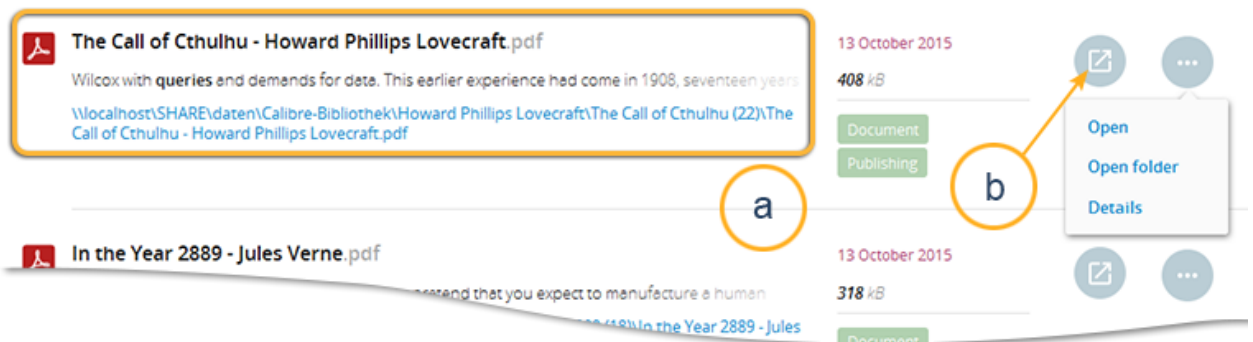 The Call of Cthulhu - Howard Phillips Lovecraft.pdf
Wilcox with queries and demands for data. This earlier experience had come in 1908, seventeen years
\\localhost\SHARE\daten\Calibre-Bibliothek\Howard Phillips Lovecraft\The Call of Cthulhu (22)\The
Call of Cthulhu - Howard Phillips Lovecraft.pdf
13 October 2015
408 kB
Document
Publishing
Open
Open folder
Details
a
b
In the Year 2889 - Jules Verne.pdf
that you expect to manufacture a human
(18)\In the Year 2889 - Jules
13 October 2015
318 kB
Document